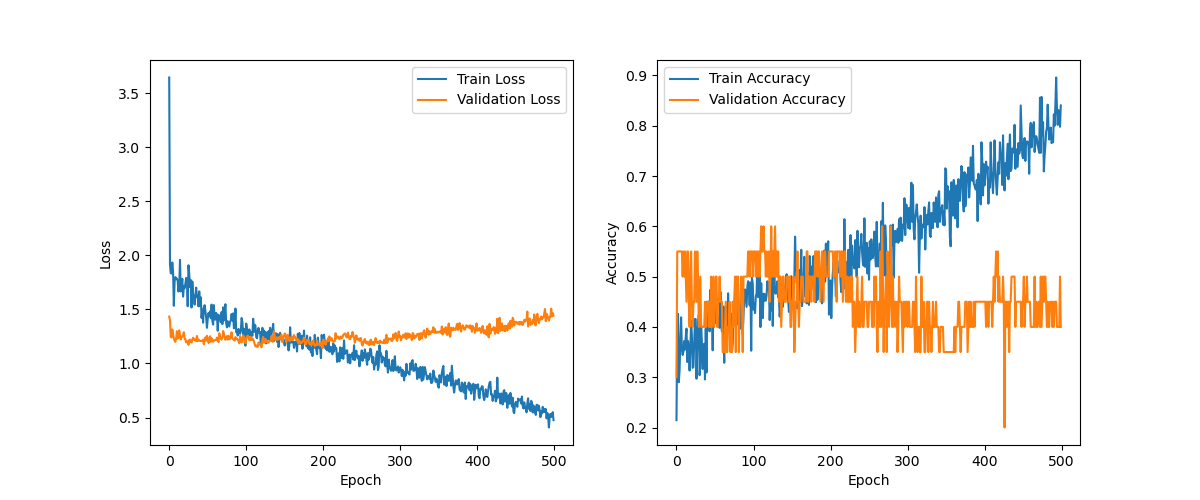 Train Loss
Validation Loss
3.5
3.0
2.5
2.0
1.5
1.0
0.5
Loss
0 100 200 300 400 500
Epoch
Train Accuracy
Validation Accuracy
0.9
0.8
0.7
0.6
0.5
0.4
0.3
0.2
Accuracy
0 100 200 300 400 500
Epoch